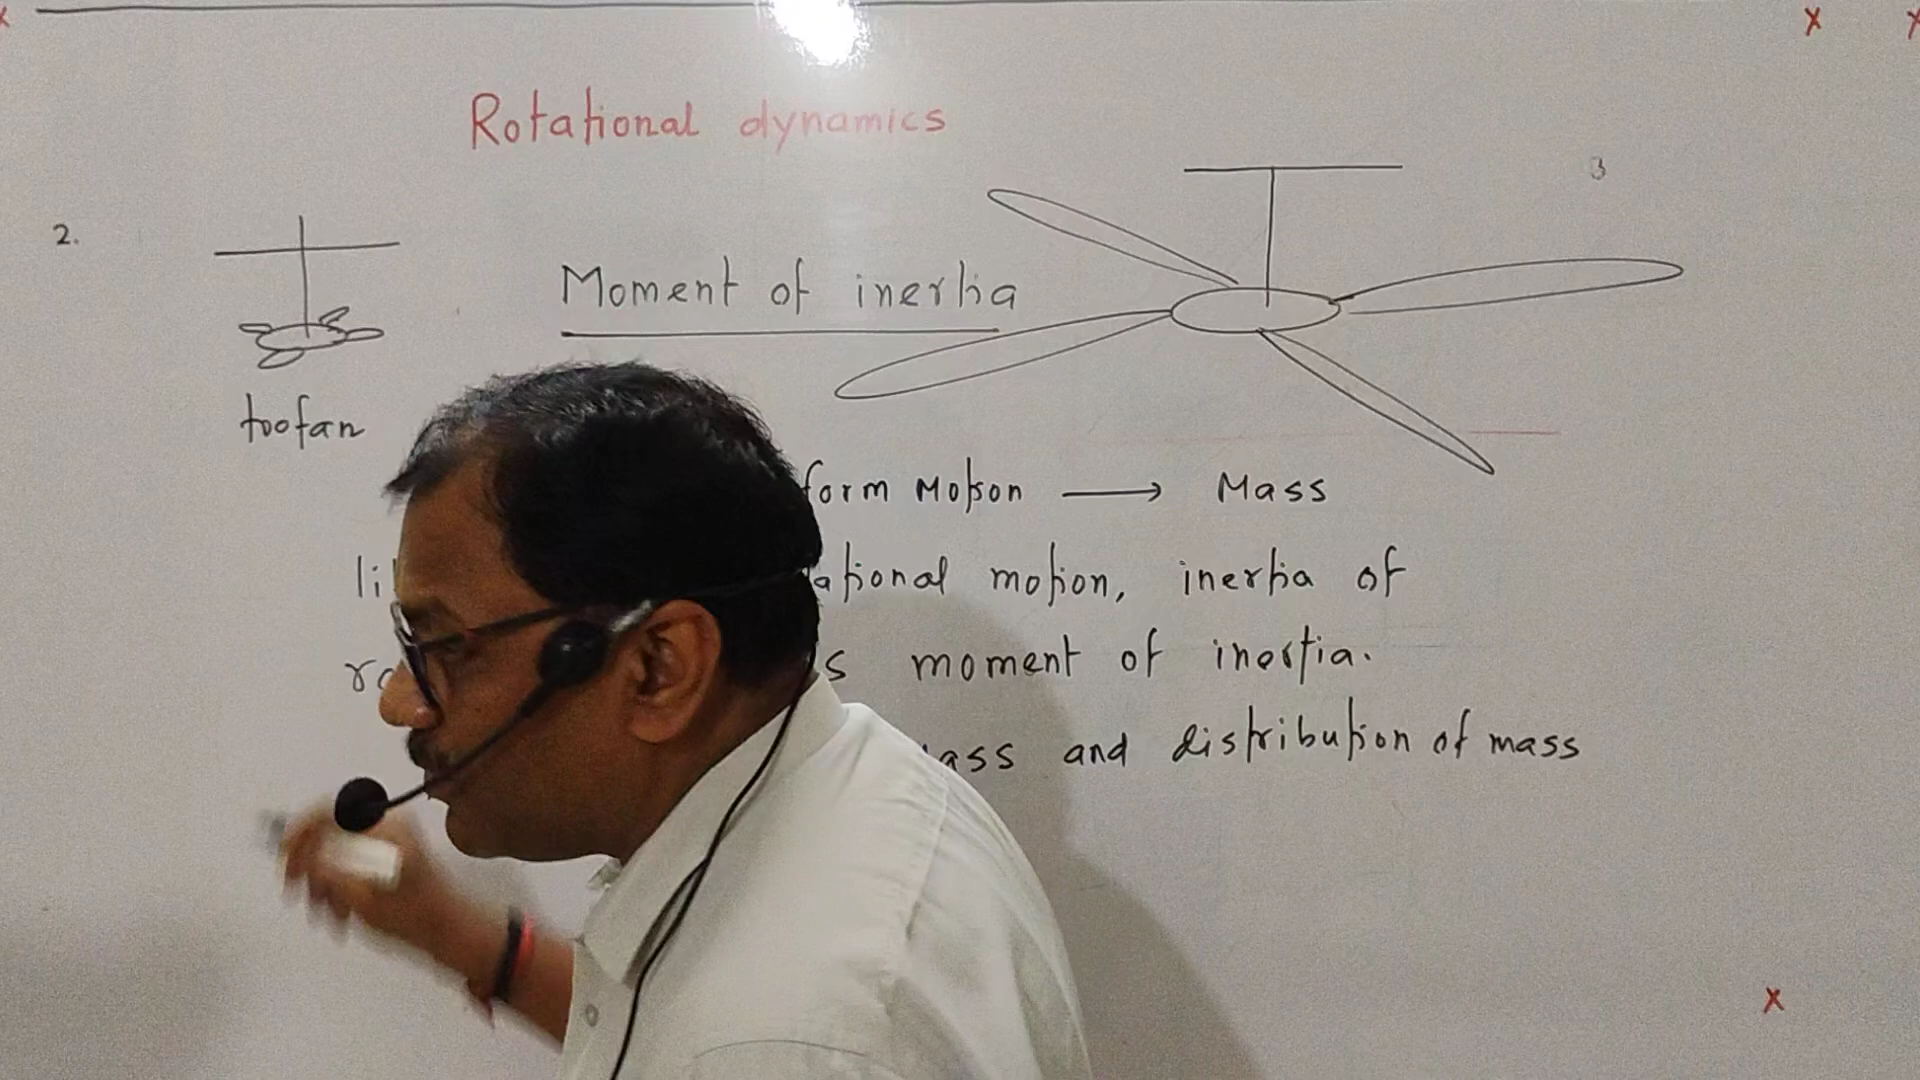 Rotational dynamics
2.
Moment of inertia
toofan
form Motion → Mass
motion, inertia of
moment of inertia.
and distribution of mass